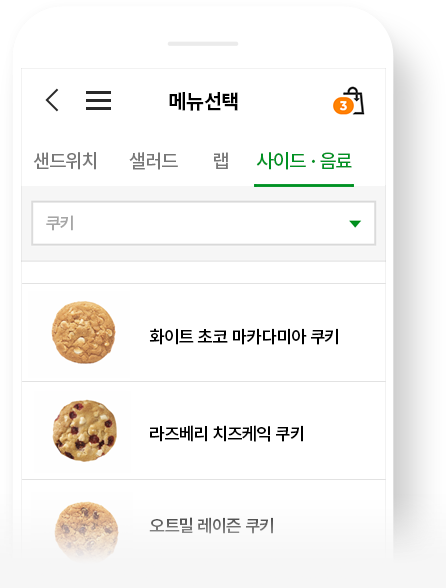 메뉴선택
3
샌드위치 샐러드 랩 사이드 · 음료
쿠키
화이트 초코 마카다미아 쿠키
라즈베리 치즈케익 쿠키
오트밀 레이즌 쿠키